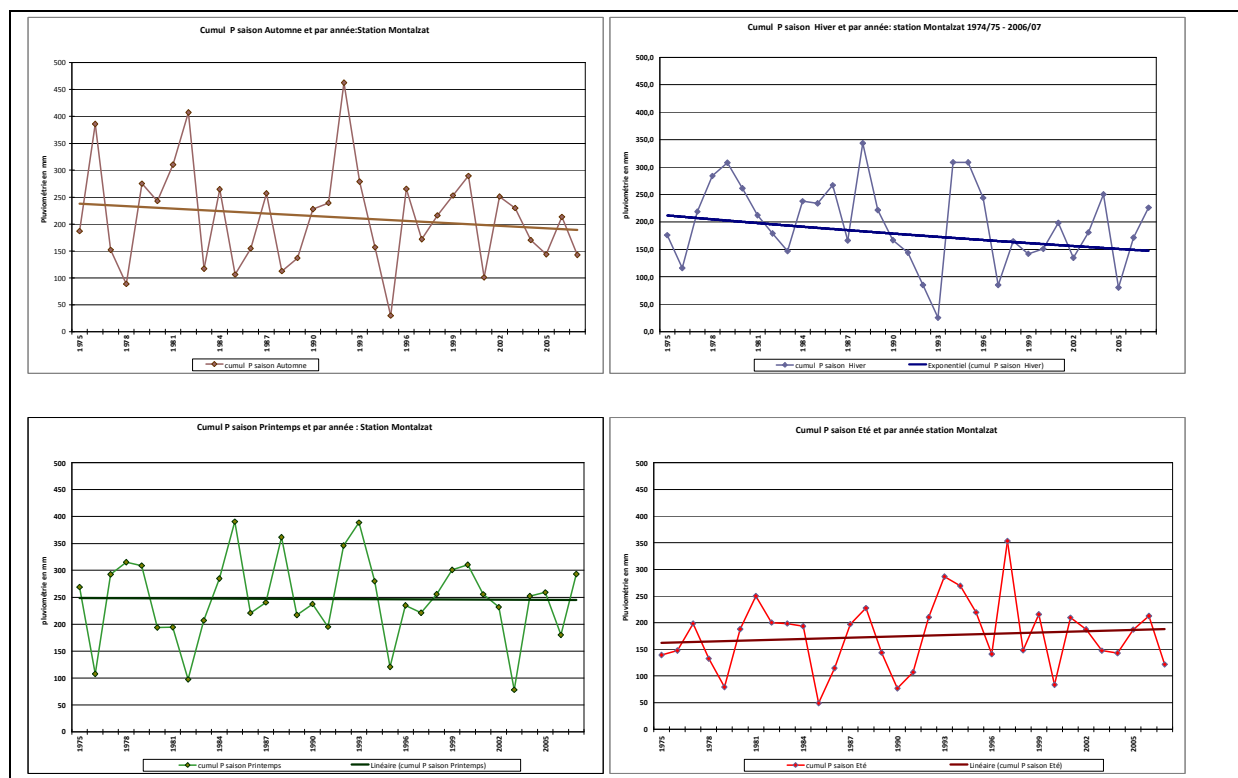 Cumul P saison Automne et par année:Station Montalzat
Pluviométrie en mm
500
450
400
350
300
250
200
150
100
50
0
1975 1978 1981 1984 1987 1990 1993 1996 1999 2002 2005
cumul P saison Automne
Cumul P saison Hiver et par année: station Montalzat 1974/75 - 2006/07
pluviométrie en mm
500,0
450,0
400,0
350,0
300,0
250,0
200,0
150,0
100,0
50,0
0,0
1975 1978 1981 1984 1987 1990 1993 1996 1999 2002 2005
cumul P saison Hiver Exponentiel (cumul P saison Hiver)
Cumul P saison Printemps et par année : Station Montalzat
pluviométrie en mm
500
450
400
350
300
250
200
150
100
50
0
1975 1978 1981 1984 1987 1990 1993 1996 1999 2002 2005
cumul P saison Printemps Linéaire (cumul P saison Printemps)
Cumul P saison Eté et par année station Montalzat
pluviométrie en mm
500
450
400
350
300
250
200
150
100
50
0
1975 1978 1981 1984 1987 1990 1993 1996 1999 2002 2005
cumul P saison Eté Linéaire (cumul P saison Eté)